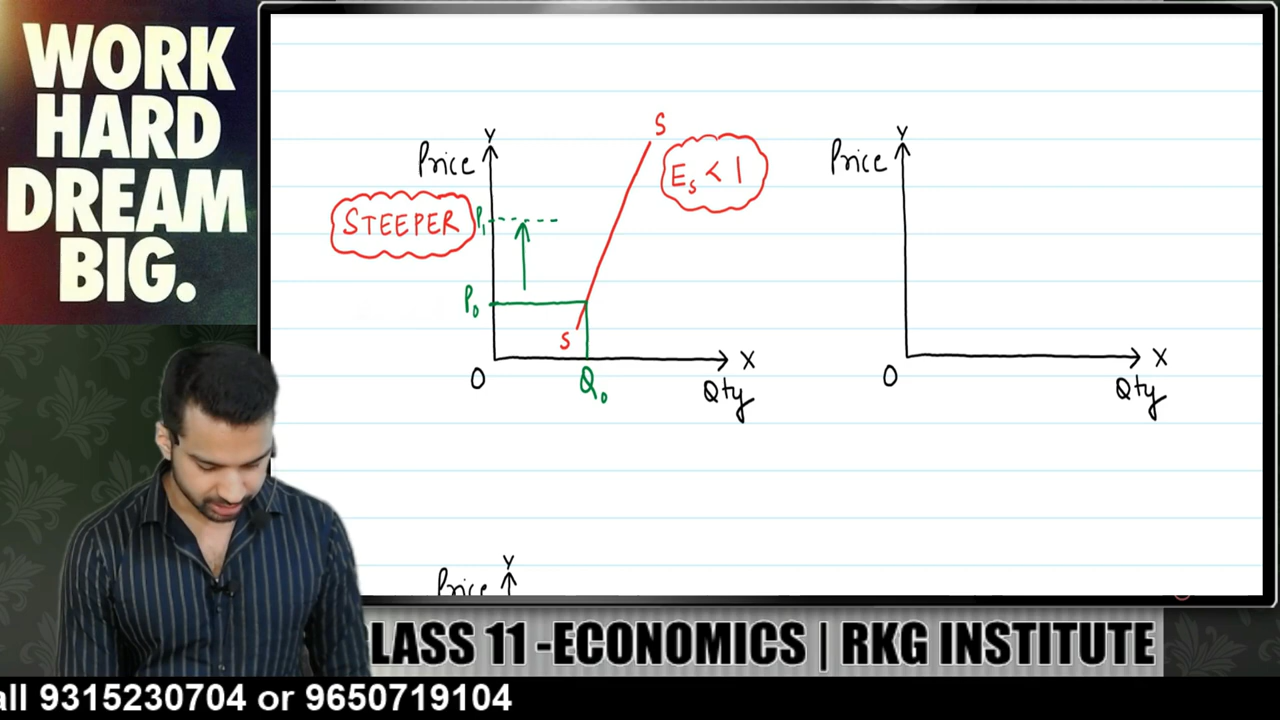 WORK
HARD
DREAM
BIG.
Y
Price
STEEPER
P1
P0
S
S
Es < 1
O
Q0
X
Qty
Y
Price
O
X
Qty
Y
Price
LASS 11 -ECONOMICS | RKG INSTITUTE
all 9315230704 or 9650719104